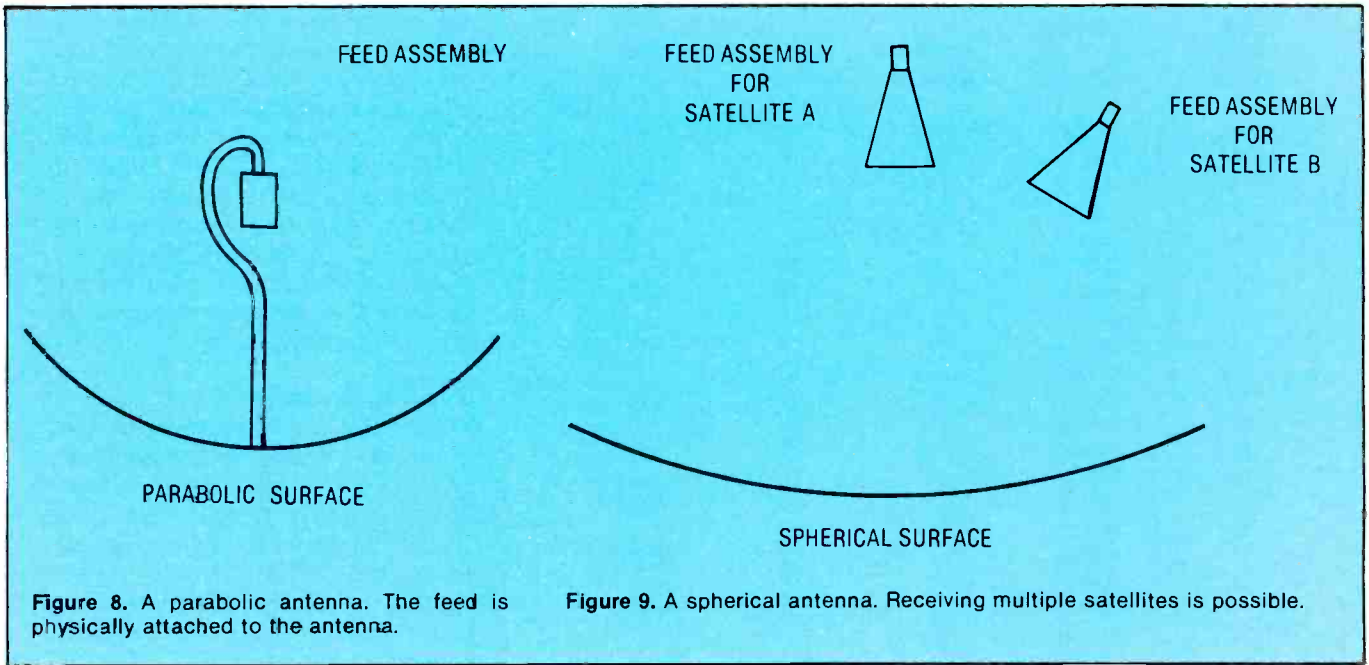 FEED ASSEMBLY
PARABOLIC SURFACE
Figure 8. A parabolic antenna. The feed is
physically attached to the antenna.
FEED ASSEMBLY
FOR
SATELLITE A
FEED ASSEMBLY
FOR
SATELLITE B
SPHERICAL SURFACE
Figure 9. A spherical antenna. Receiving multiple satellites is possible.